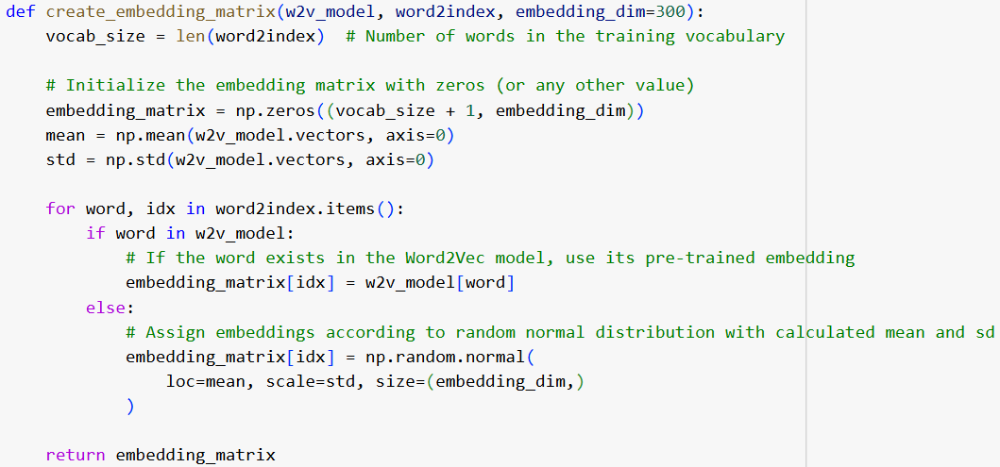 def create_embedding_matrix(w2v_model, word2index, embedding_dim=300):
    vocab_size = len(word2index)  # Number of words in the training vocabulary

    # Initialize the embedding matrix with zeros (or any other value)
    embedding_matrix = np.zeros((vocab_size + 1, embedding_dim))
    mean = np.mean(w2v_model.vectors, axis=0)
    std = np.std(w2v_model.vectors, axis=0)

    for word, idx in word2index.items():
        if word in w2v_model:
            # If the word exists in the Word2Vec model, use its pre-trained embedding
            embedding_matrix[idx] = w2v_model[word]
        else:
            # Assign embeddings according to random normal distribution with calculated mean and sd
            embedding_matrix[idx] = np.random.normal(
                loc=mean, scale=std, size=(embedding_dim,)
            )

    return embedding_matrix